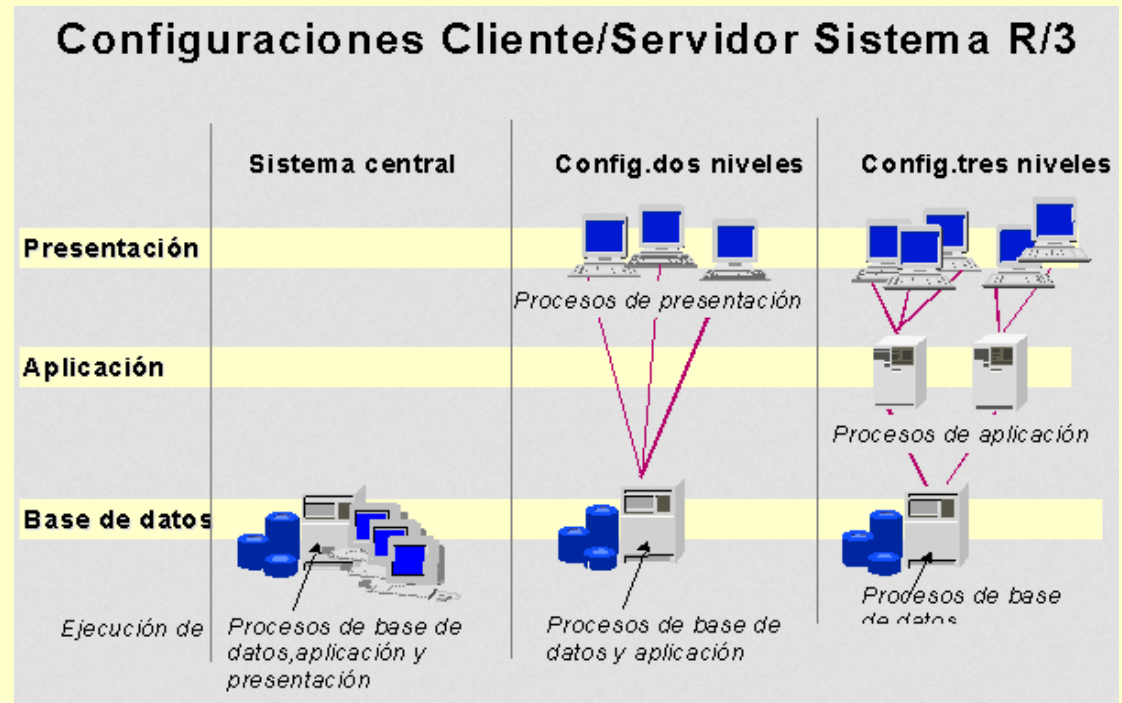 Configuraciones Cliente/Servidor Sistema R/3
Sistema central
Config.dos niveles
Config.tres niveles
Presentación
Procesos de presentación
Aplicación
Procesos de aplicación
Base de datos
Ejecución de
Procesos de base de
datos,aplicación y
presentación
Procesos de base de
datos y aplicación
Procesos de base
de datos